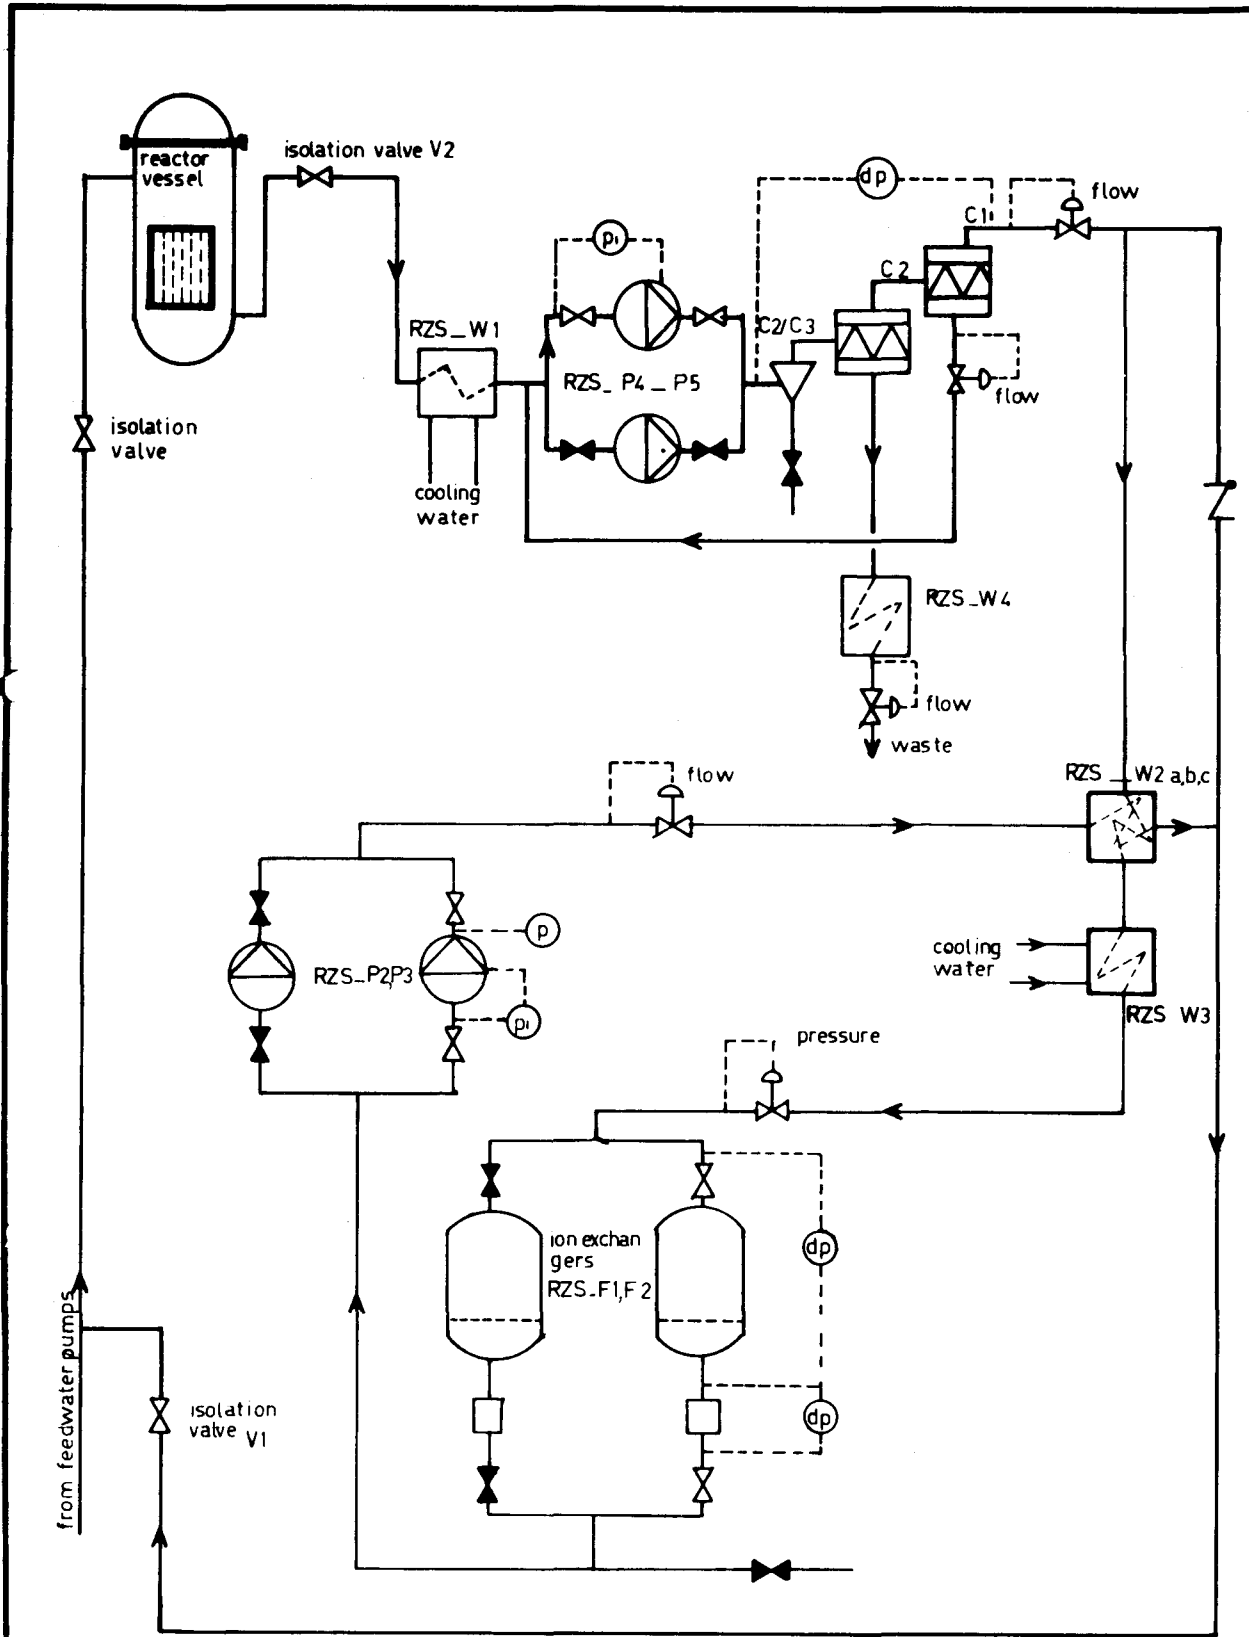 reactor
vessel
isolation valve V2
dp
C1
flow
pi
C2
RZS_W1
C2/C3
RZS_P4_P5
flow
isolation
valve
cooling
water
RZS_W4
flow
waste
RZS_W2 a,b,c
flow
p
cooling
water
RZS_P2,P3
pi
RZS W3
pressure
ion exchan
gers
RZS_F1,F2
dp
from feedwater pumps
isolation
valve V1
dp